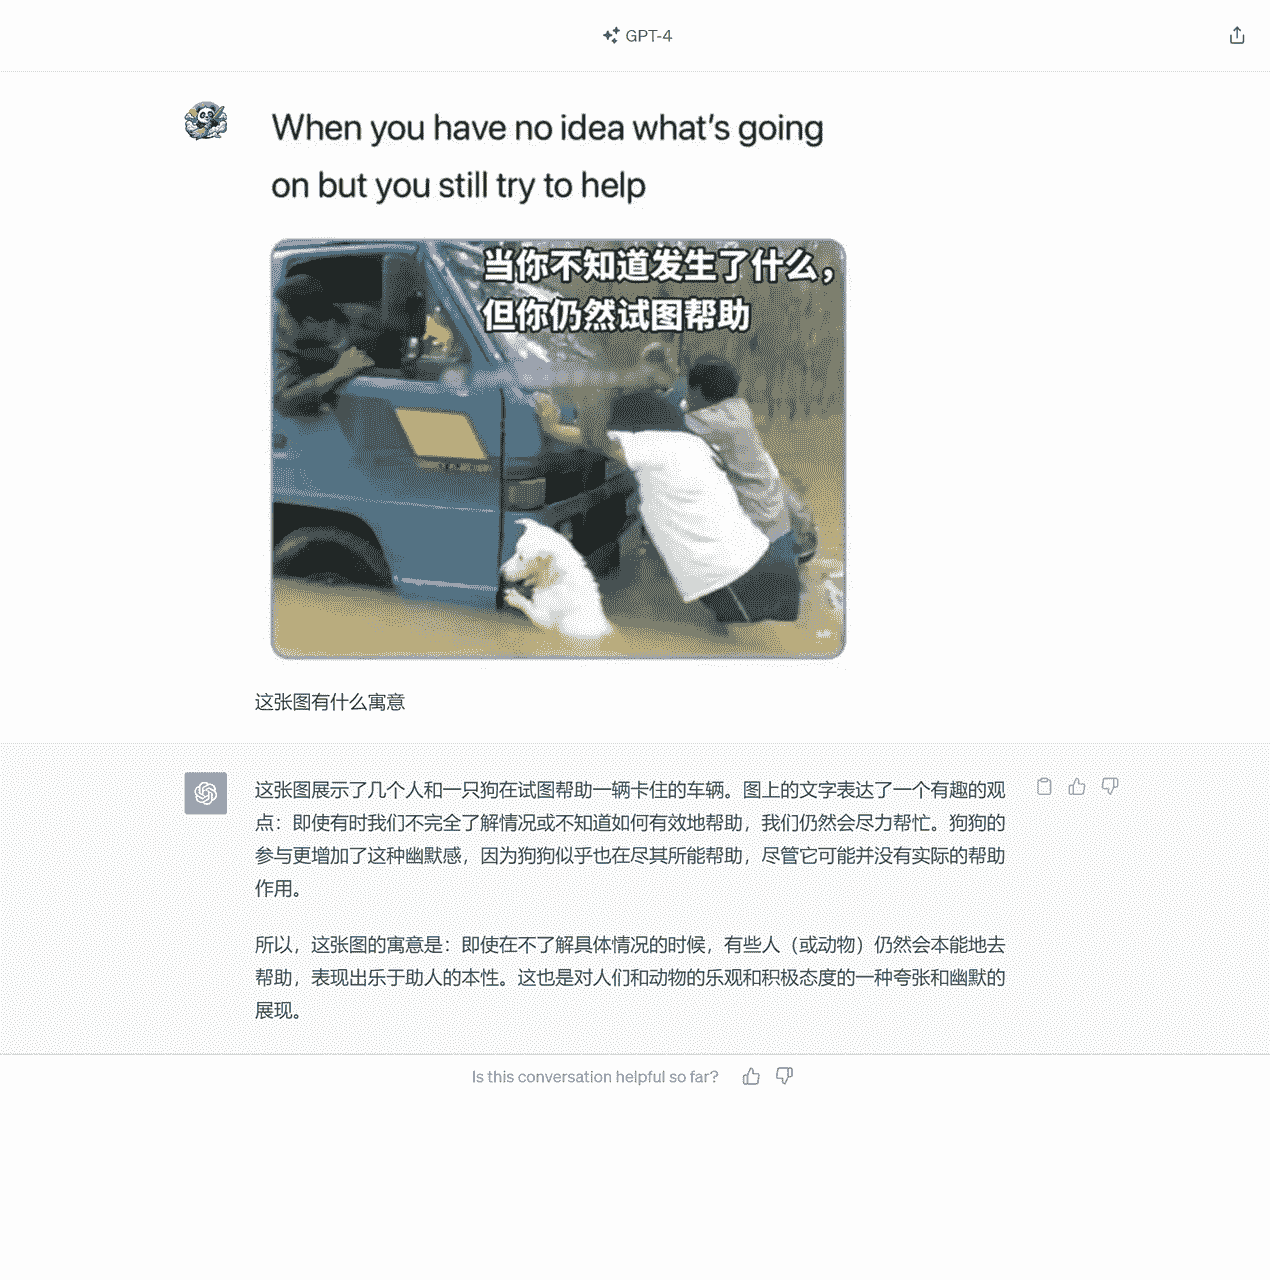 GPT-4
When you have no idea what's going
on but you still try to help
当你不知道发生了什么，
但你仍然试图帮助
这张图有什么寓意
这张图展示了几个人和一只狗在试图帮助一辆卡住的车辆。图上的文字表达了一个有趣的观
点：即使有时我们不完全了解情况或不知道如何有效地帮助，我们仍然会尽力帮忙。狗狗的
参与更增加了这种幽默感，因为狗狗似乎也在尽其所能帮助，尽管它可能并没有实际的帮助
作用。
所以，这张图的寓意是：即使在不了解具体情况的时候，有些人（或动物）仍然会本能地去
帮助，表现出乐于助人的本性。这也是对人们和动物的乐观和积极态度的一种夸张和幽默的
展现。
Is this conversation helpful so far?